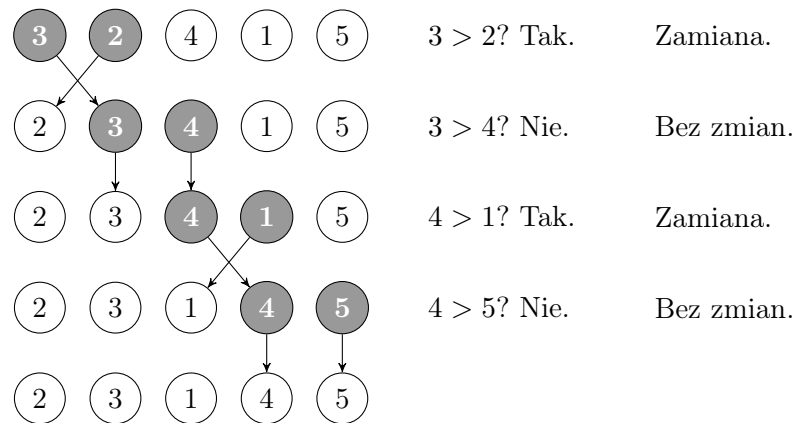 3 2 4 1 5 3 > 2? Tak. Zamiana.
2 3 4 1 5 3 > 4? Nie. Bez zmian.
2 3 4 1 5 4 > 1? Tak. Zamiana.
2 3 1 4 5 4 > 5? Nie. Bez zmian.
2 3 1 4 5